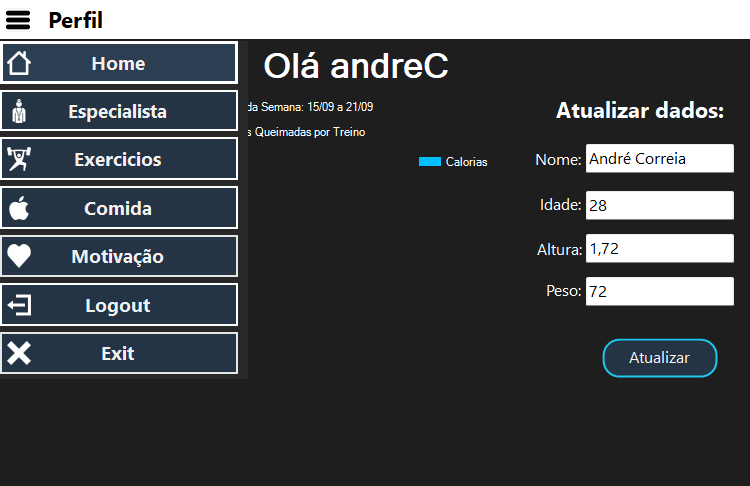 Perfil
Home
Especialista
Exercicios
Comida
Motivação
Logout
Exit
Olá andreC
da Semana: 15/09 a 21/09
s Queimadas por Treino
Calorias
Atualizar dados:
Nome: André Correia
Idade: 28
Altura: 1,72
Peso: 72
Atualizar